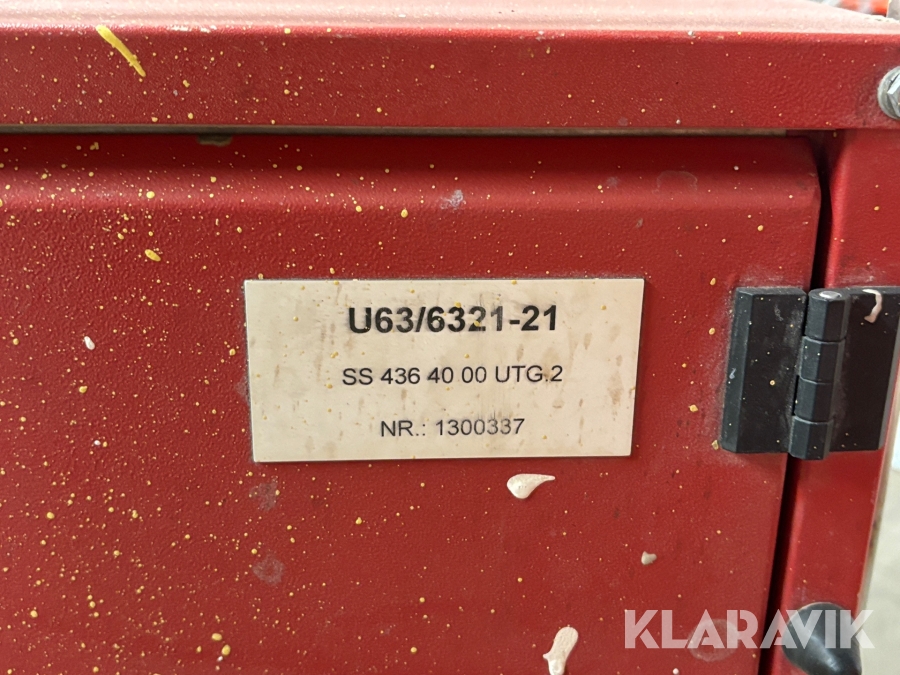 U63/6321-21
SS 436 40 00 UTG.2
NR.: 1300337
KLARAVIK